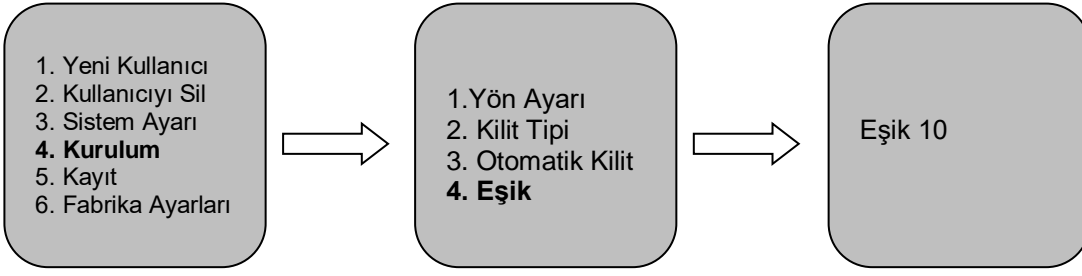 1. Yeni Kullanıcı
2. Kullanıcıyı Sil
3. Sistem Ayarı
4. Kurulum
5. Kayıt
6. Fabrika Ayarları
1.Yön Ayarı
2. Kilit Tipi
3. Otomatik Kilit
4. Eşik
Eşik 10